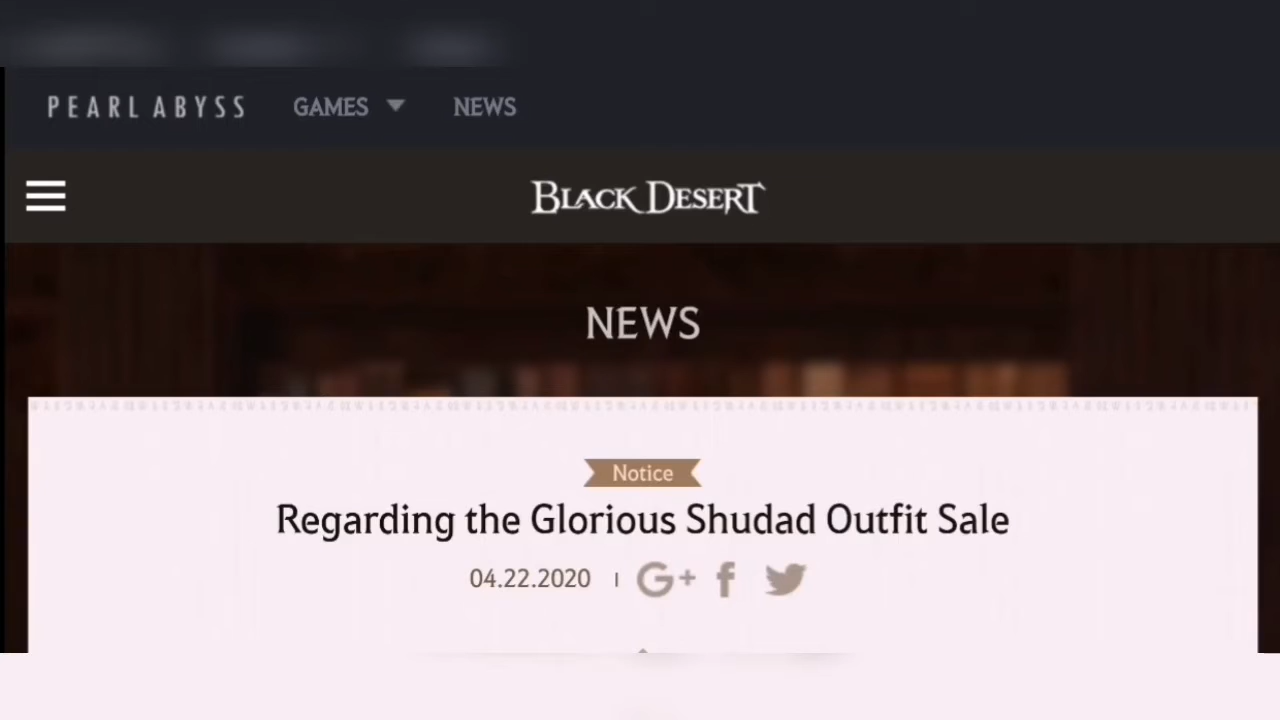 PEARL ABYSS GAMES NEWS
BLACK DESERT
NEWS
Notice
Regarding the Glorious Shudad Outfit Sale
04.22.2020 | G+ f